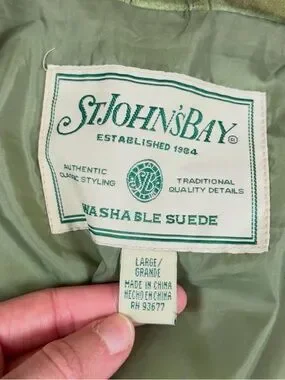 ST. JOHN'S BAY®
ESTABLISHED 1984
AUTHENTIC
CLASSIC STYLING
SJB
TRADITIONAL
QUALITY DETAILS
WASHABLE SUEDE
LARGE/
GRANDE
MADE IN CHINA
HECHO EN CHINA
RN 93677